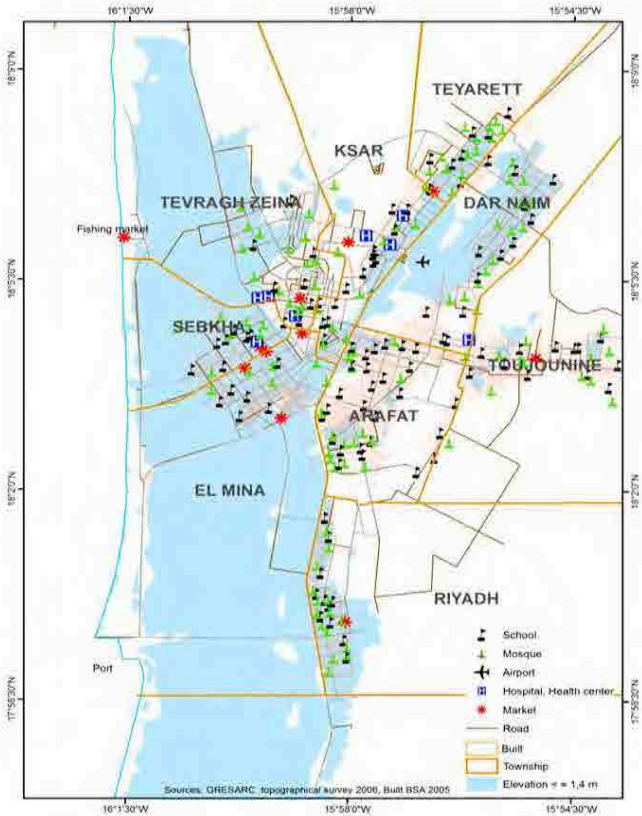 16°1'30"W 15°58'0"W 15°54'30"W
18°9'0"N 18°9'0"N
TEYARETT
KSAR
TEVRAGH ZEINA
DAR NAIM
Fishing market
18°5'30"N 18°5'30"N
SEBKHA
TOUJOUNINE
ARAFAT
EL MINA
18°2'0"N 18°2'0"N
RIYADH
School
Mosque
Port
Airport
H Hospital, Health center
Market
17°58'30"N 17°58'30"N
Road
Built
Township
Elevation < = 1,4 m
Sources, GRESARC topographical survey 2006, Built BSA 2005
16°1'30"W 15°58'0"W 15°54'30"W